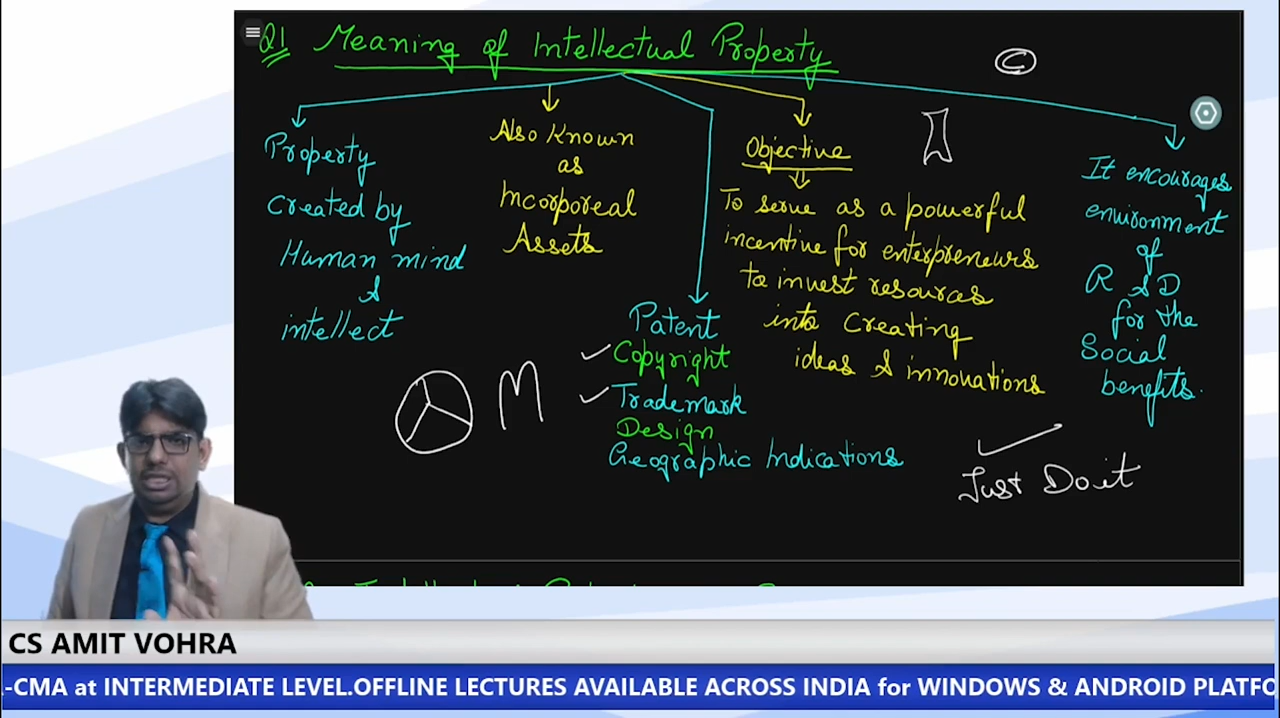 Q1 Meaning of Intellectual Property
©
Property
created by
Human mind
&
intellect
Also Known
as
Incorporeal
Assets
Patent
Copyright
Trademark
Design
Geographic Indications
Objective
To serve as a powerful
incentive for enterpreneurs
to invest resources
into Creating
ideas & innovations
It encourages
environment
of
R & D
for the
Social
benefits.
M
Just Do it
CS AMIT VOHRA
-CMA at INTERMEDIATE LEVEL.OFFLINE LECTURES AVAILABLE ACROSS INDIA for WINDOWS & ANDROID PLATFO